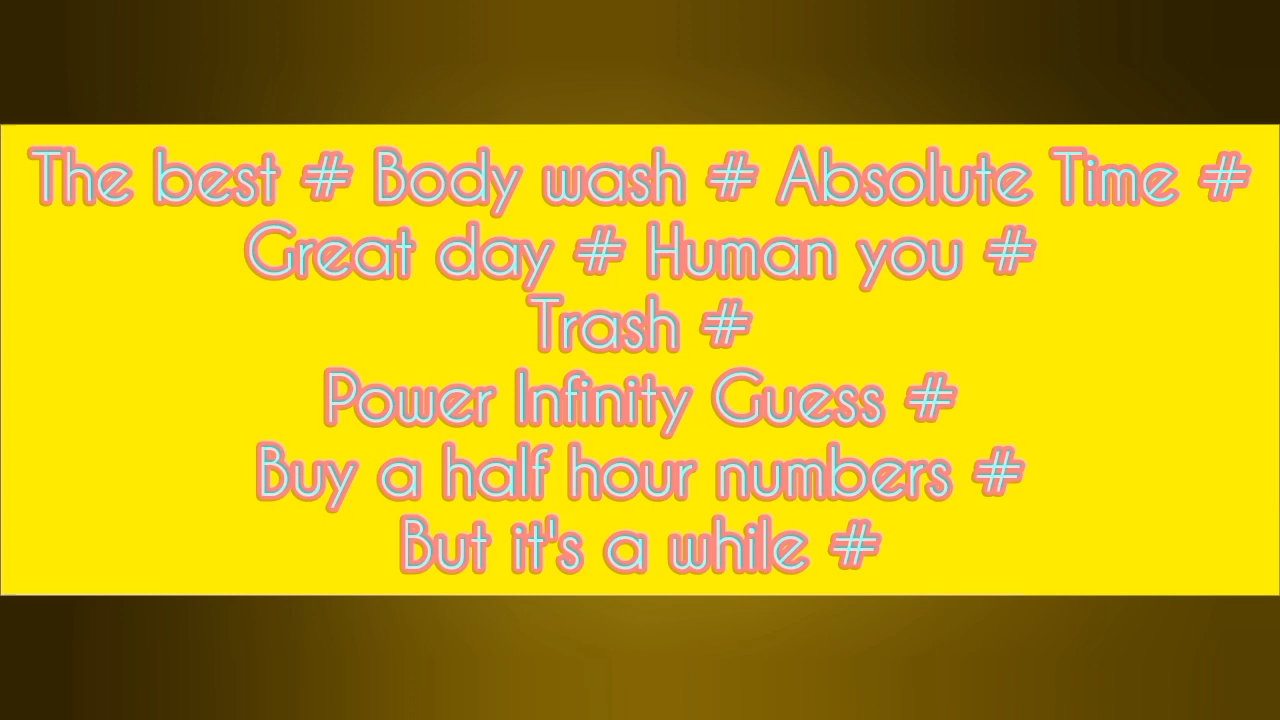 The best # Body wash # Absolute Time #
Great day # Human you #
Trash #
Power Infinity Guess #
Buy a half hour numbers #
But it's a while #